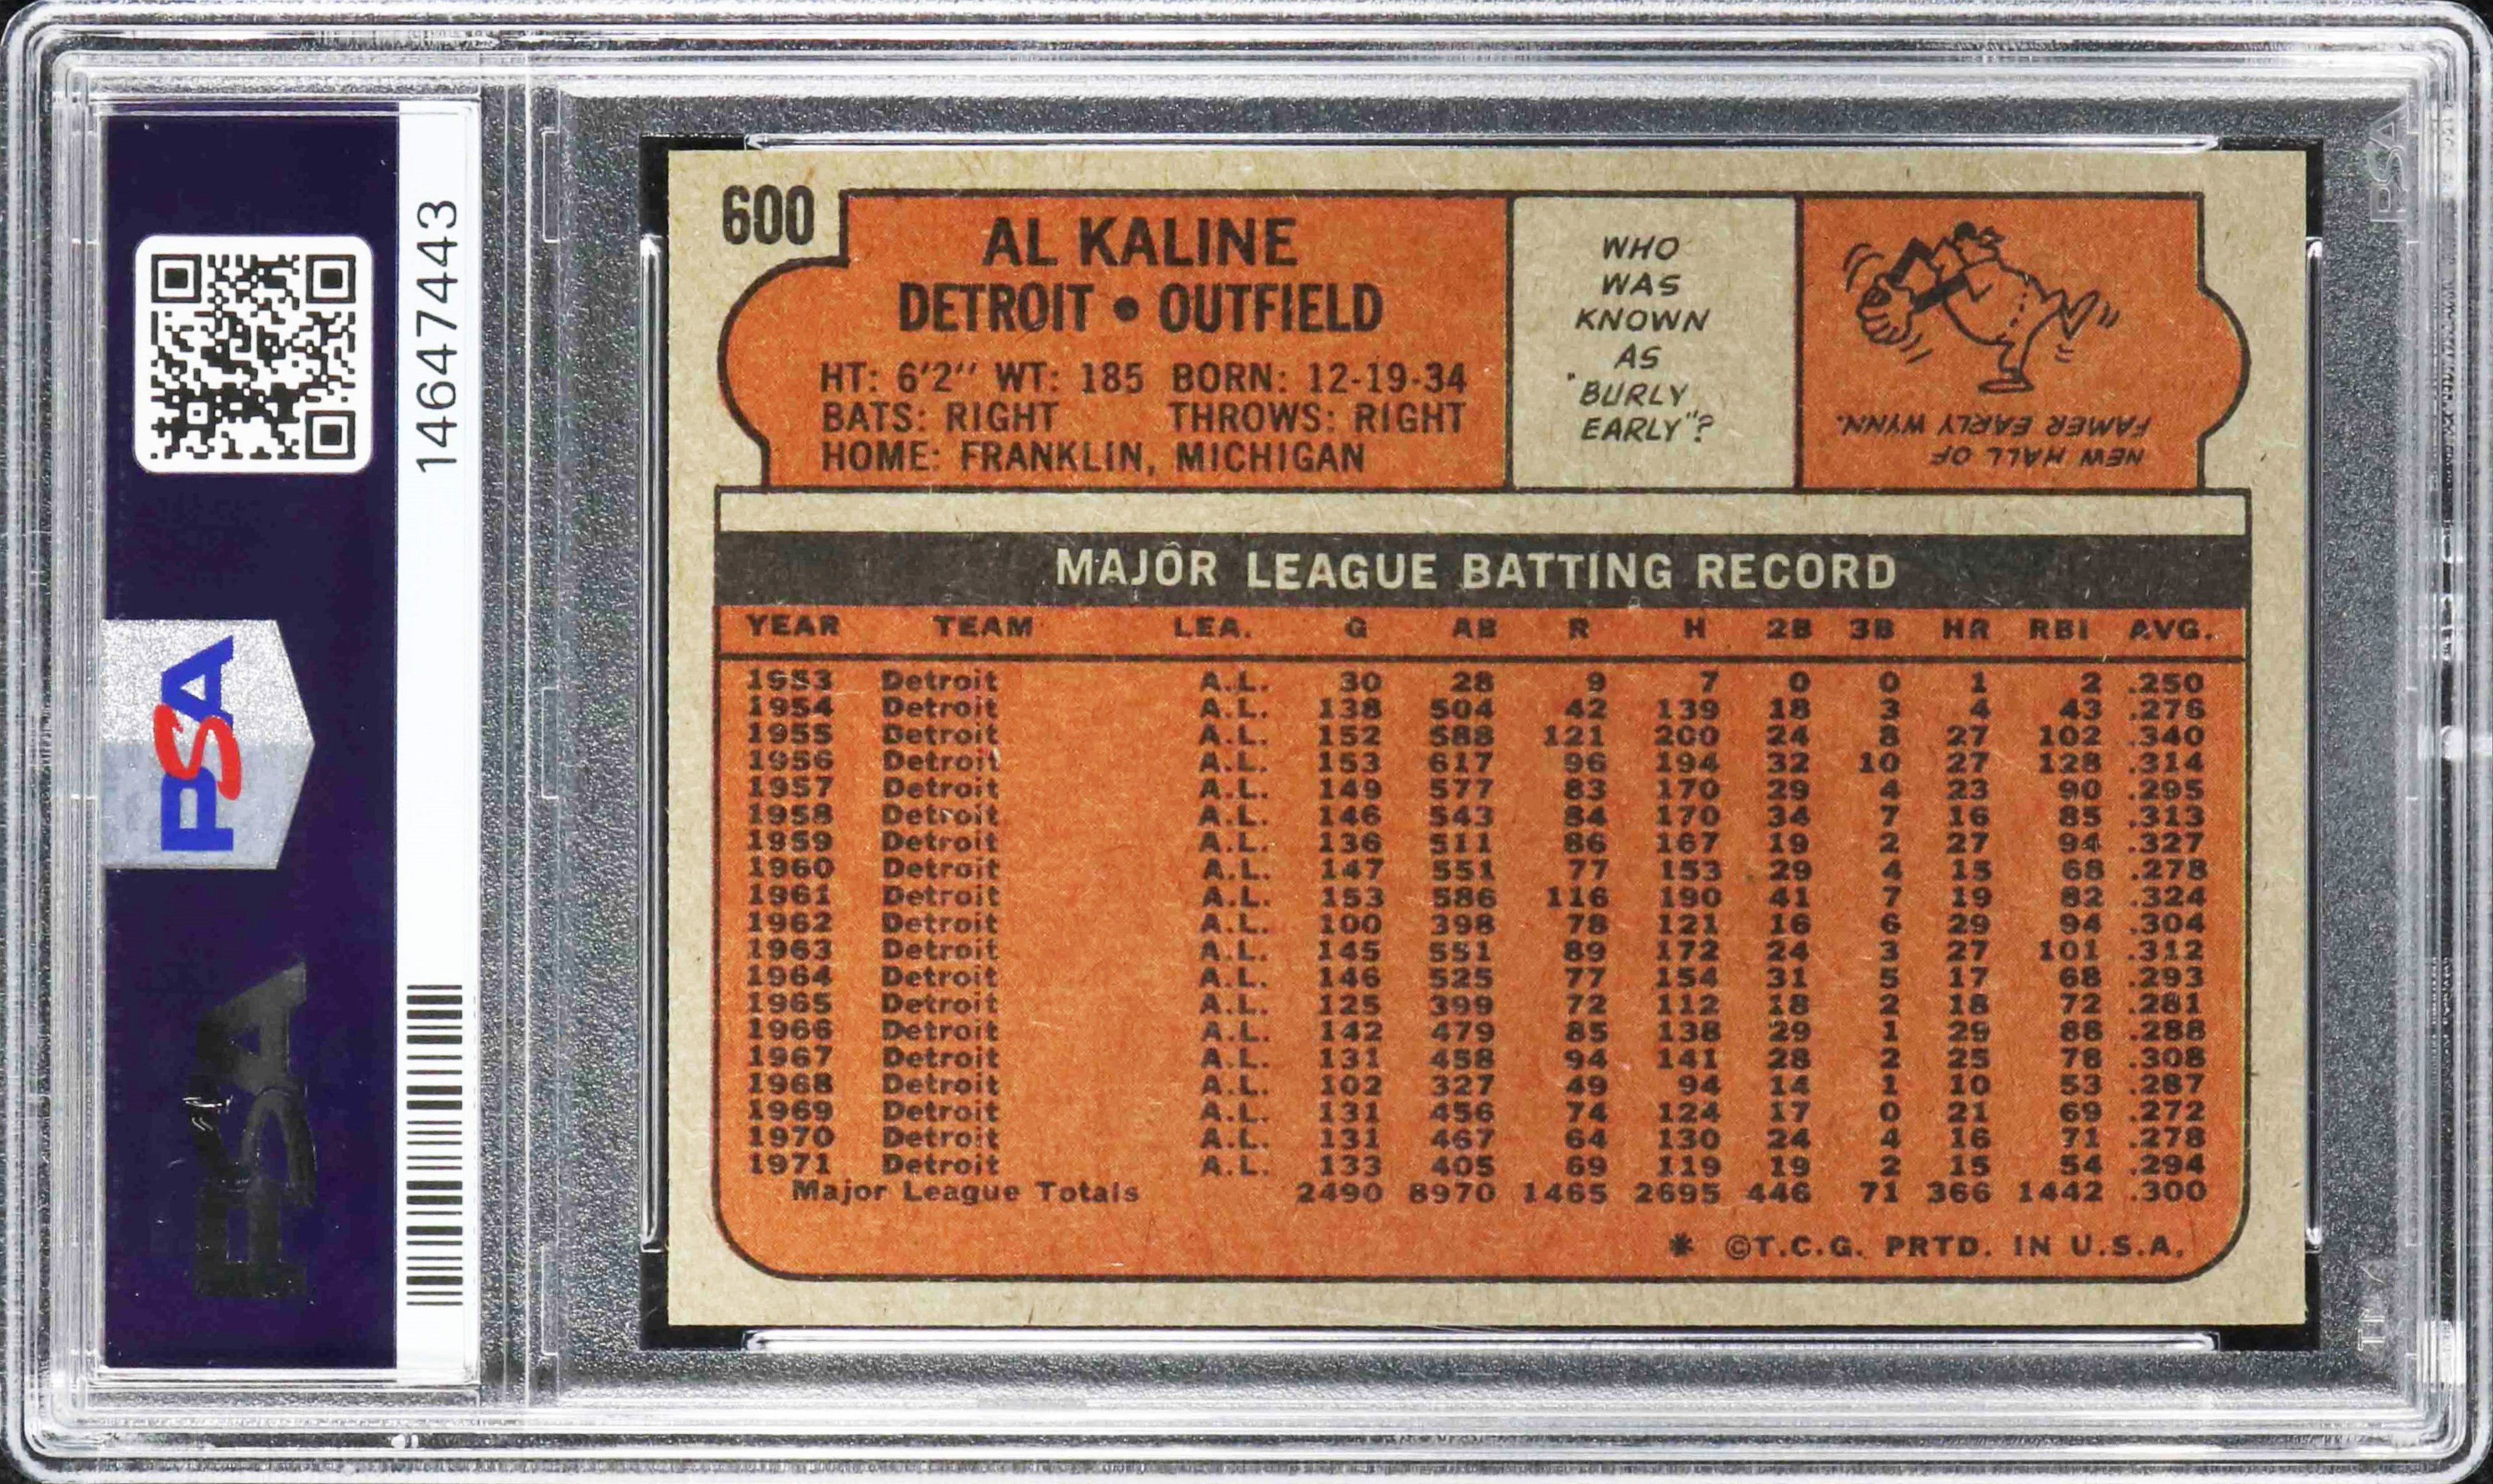 14647443
PSA
PSA
PSA
600
AL KALINE
DETROIT • OUTFIELD
HT: 6'2" WT: 185 BORN: 12-19-34
BATS: RIGHT THROWS: RIGHT
HOME: FRANKLIN, MICHIGAN
WHO
WAS
KNOWN
AS
"BURLY
EARLY"?
NEW HALL OF
FAMER EARLY WYNN.
MAJOR LEAGUE BATTING RECORD
YEAR TEAM LEA. G AB R H 2B 3B HR RBI AVG.
1953 Detroit A.L. 30 28 9 7 0 0 1 2 .250
1954 Detroit A.L. 138 504 42 139 18 3 4 43 .276
1955 Detroit A.L. 152 588 121 200 24 8 27 102 .340
1956 Detroit A.L. 153 617 96 194 32 10 27 128 .314
1957 Detroit A.L. 149 577 83 170 29 4 23 90 .295
1958 Detroit A.L. 146 543 84 170 34 7 16 85 .313
1959 Detroit A.L. 136 511 86 167 19 2 27 94 .327
1960 Detroit A.L. 147 551 77 153 29 4 15 68 .278
1961 Detroit A.L. 153 586 116 190 41 7 19 82 .324
1962 Detroit A.L. 100 398 78 121 16 6 29 94 .304
1963 Detroit A.L. 145 551 89 172 24 3 27 101 .312
1964 Detroit A.L. 146 525 77 154 31 5 17 68 .293
1965 Detroit A.L. 125 399 72 112 18 2 18 72 .281
1966 Detroit A.L. 142 479 85 138 29 1 29 88 .288
1967 Detroit A.L. 131 458 94 141 28 2 25 78 .308
1968 Detroit A.L. 102 327 49 94 14 1 10 53 .287
1969 Detroit A.L. 131 456 74 124 17 0 21 69 .272
1970 Detroit A.L. 131 467 64 130 24 4 16 71 .278
1971 Detroit A.L. 133 405 69 119 19 2 15 54 .294
Major League Totals 2490 8970 1465 2695 446 71 366 1442 .300
* ©T.C.G. PRTD. IN U.S.A.